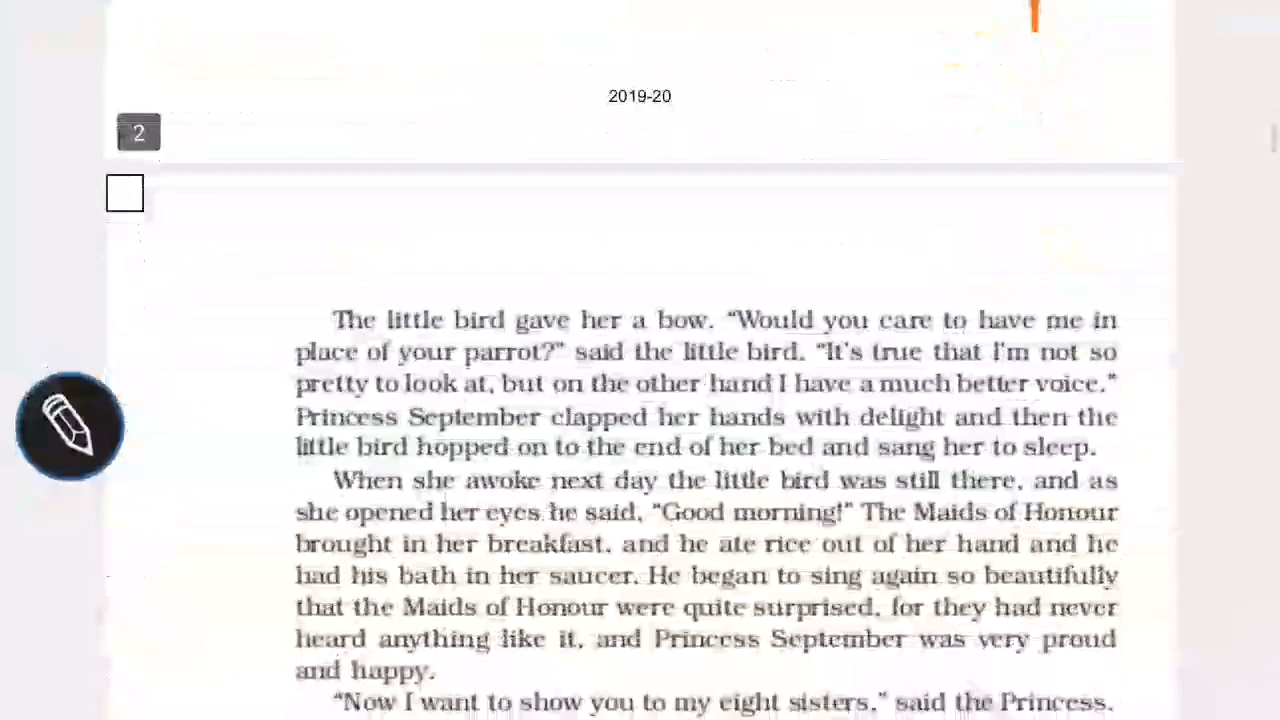 2019-20
2
The little bird gave her a bow. “Would you care to have me in
place of your parrot?” said the little bird. “It's true that I'm not so
pretty to look at, but on the other hand I have a much better voice.”
Princess September clapped her hands with delight and then the
little bird hopped on to the end of her bed and sang her to sleep.
When she awoke next day the little bird was still there, and as
she opened her eyes he said, “Good morning!” The Maids of Honour
brought in her breakfast, and he ate rice out of her hand and he
had his bath in her saucer. He began to sing again so beautifully
that the Maids of Honour were quite surprised, for they had never
heard anything like it, and Princess September was very proud
and happy.
“Now I want to show you to my eight sisters,” said the Princess.